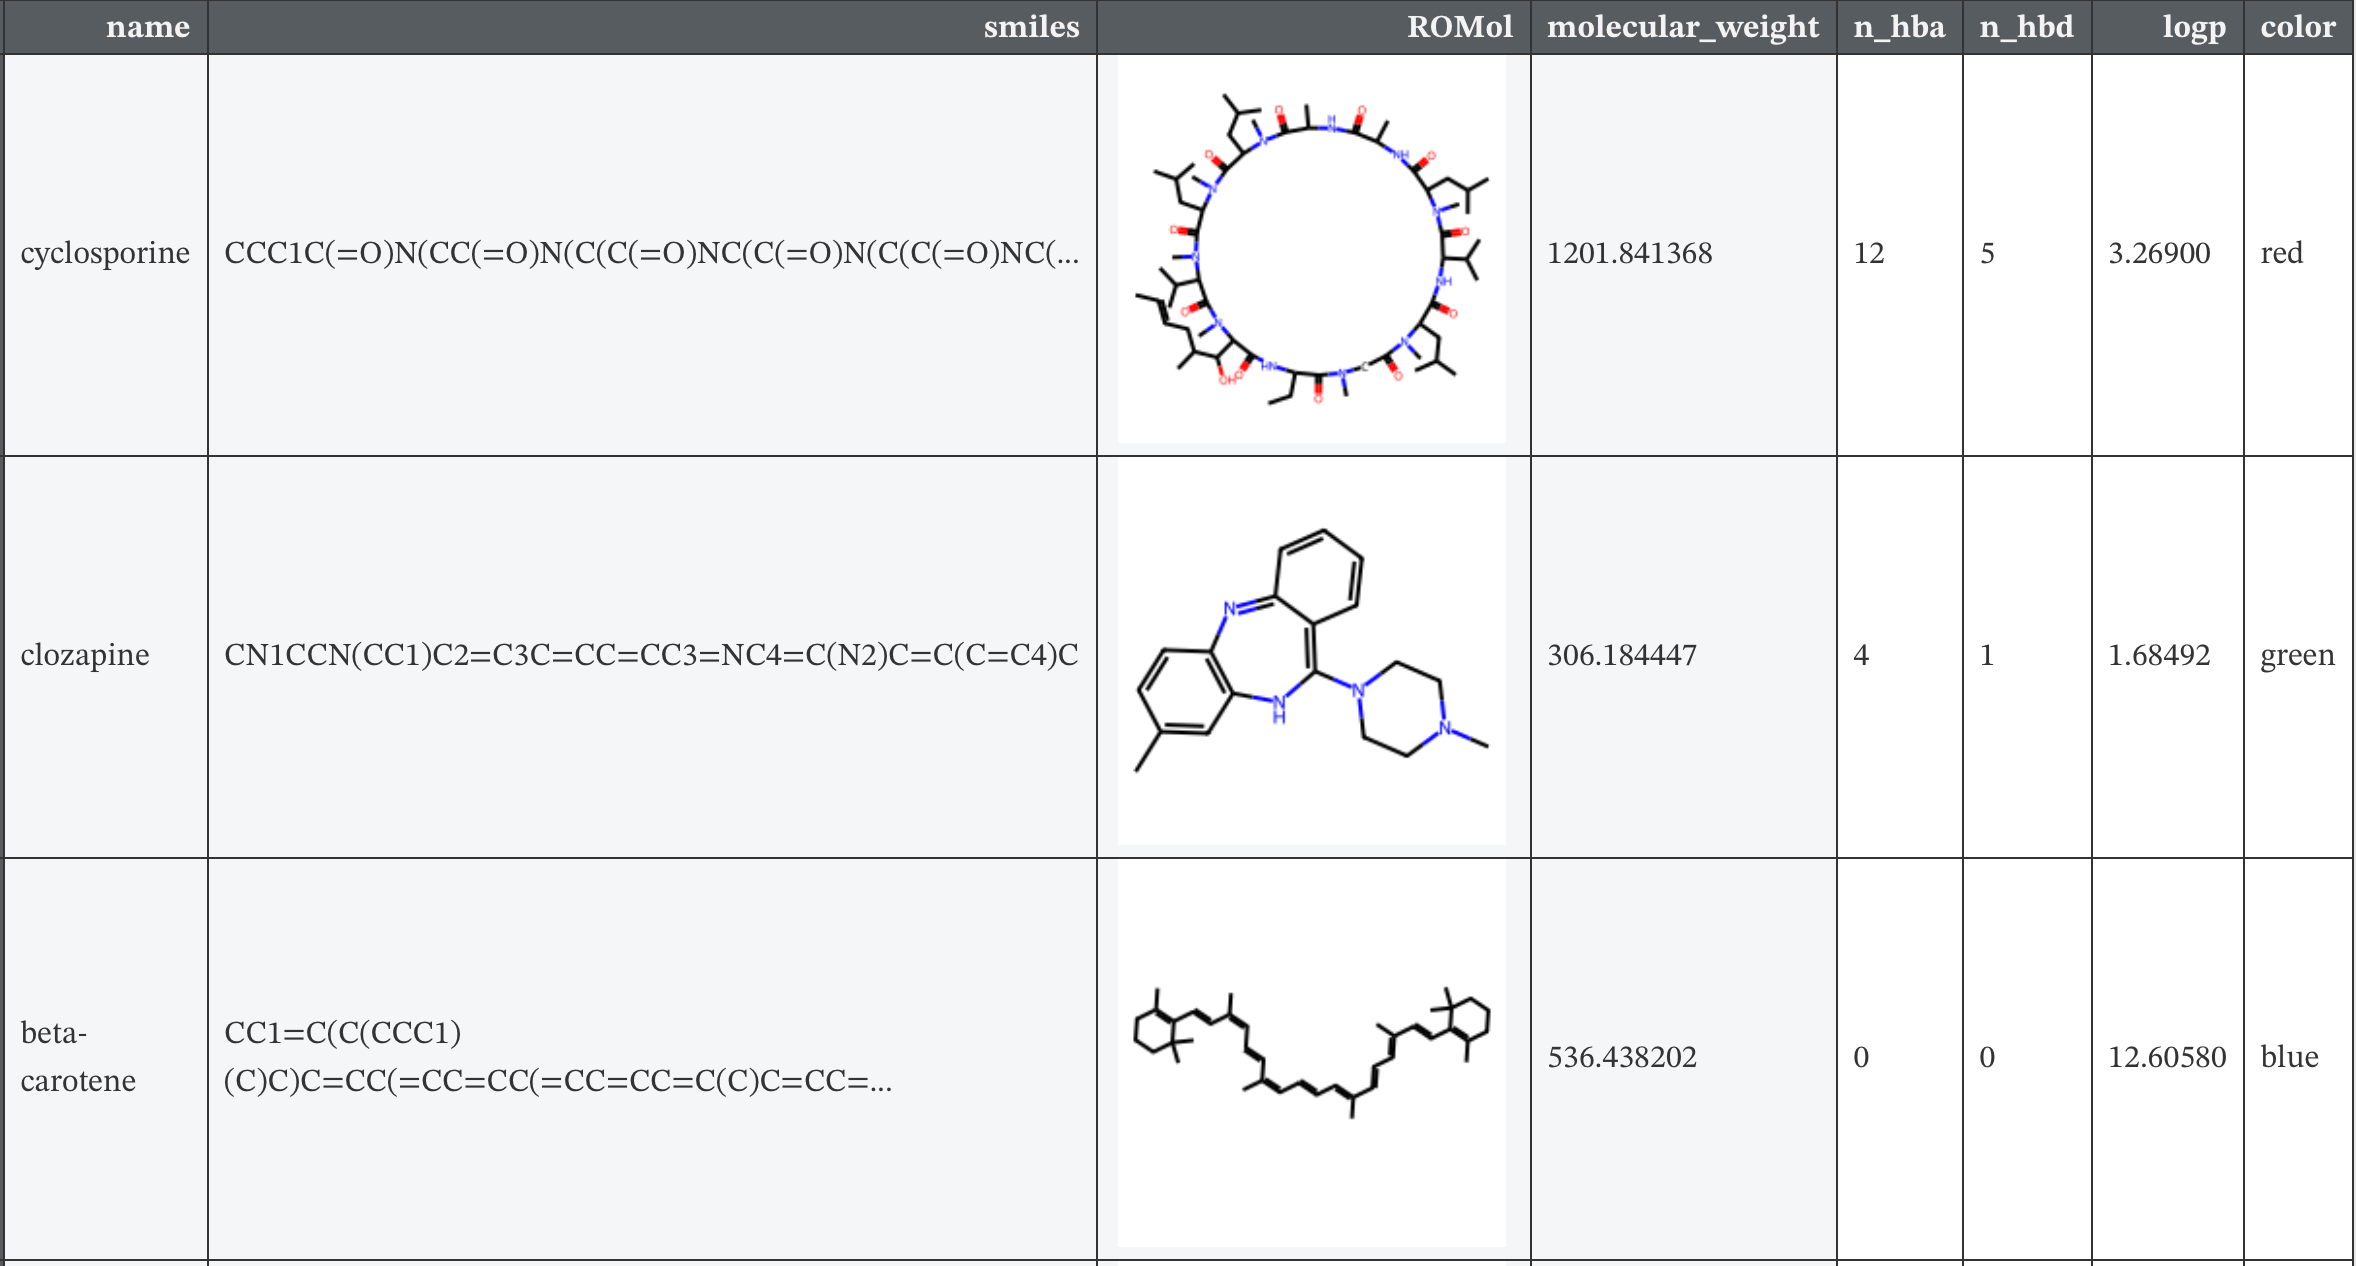 name smiles ROMol molecular_weight n_hba n_hbd logp color
cyclosporine CCC1C(=O)N(CC(=O)N(C(C(=O)NC(C(=O)N(C(C(=O)NC(... 1201.841368 12 5 3.26900 red
clozapine CN1CCN(CC1)C2=C3C=CC=CC3=NC4=C(N2)C=C(C=C4)C 306.184447 4 1 1.68492 green
N
N
H
N
N
beta-
carotene
CC1=C(C(CCC1)
(C)C)C=CC(=CC=CC(=CC=CC=C(C)C=CC=...
536.438202 0 0 12.60580 blue